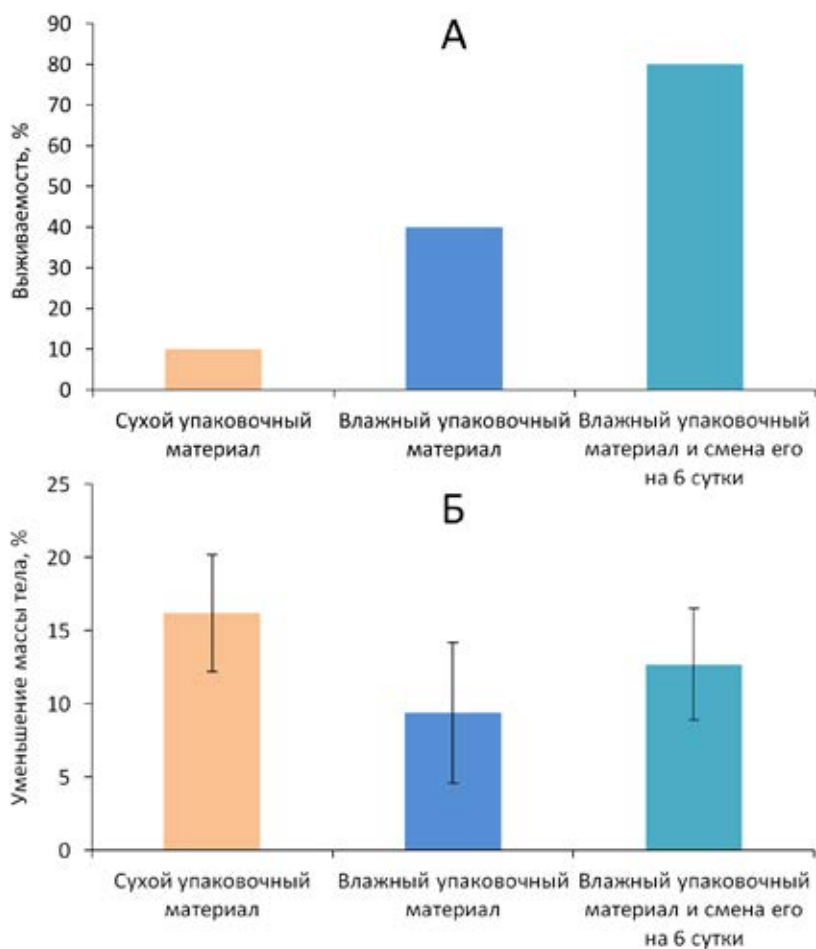 А
Выживаемость, %
90
80
70
60
50
40
30
20
10
0
Сухой упаковочный
материал
Влажный упаковочный
материал
Влажный упаковочный
материал и смена его
на 6 сутки
Б
Уменьшение массы тела, %
25
20
15
10
5
0
Сухой упаковочный
материал
Влажный упаковочный
материал
Влажный упаковочный
материал и смена его
на 6 сутки